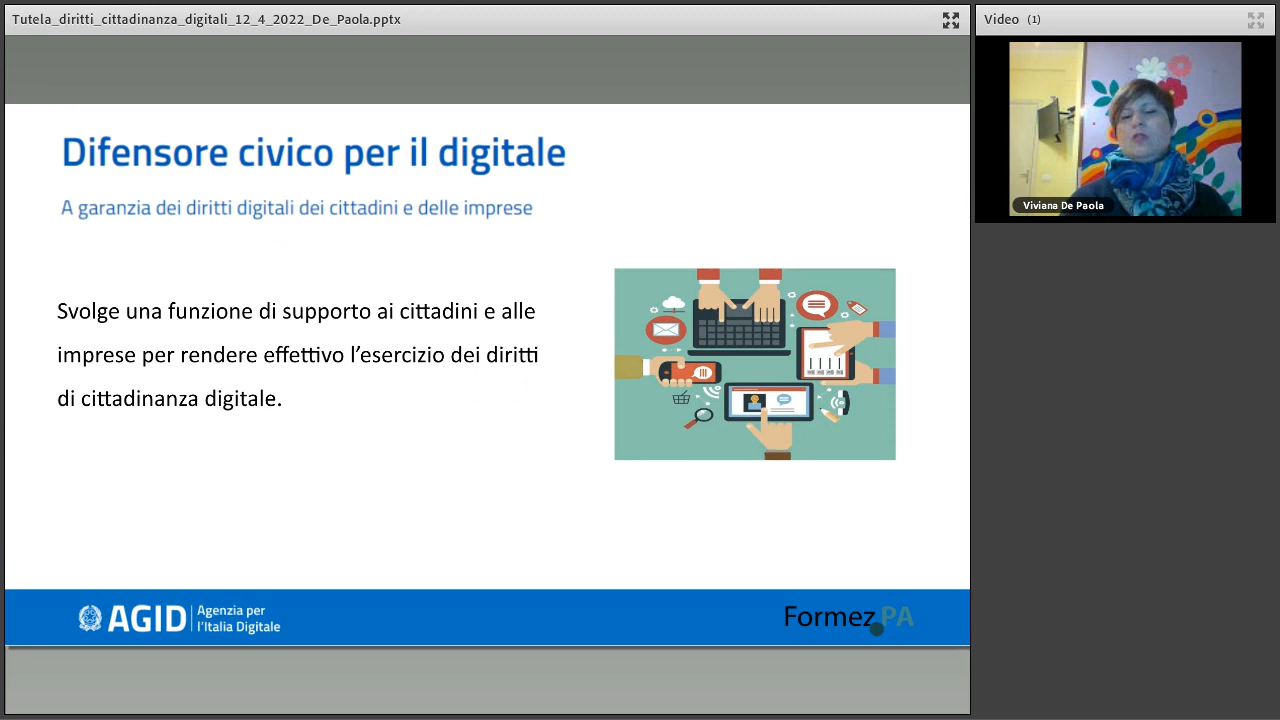 Tutela_diritti_cittadinanza_digitali_12_4_2022_De_Paola.pptx
Video (1)
Viviana De Paola
Difensore civico per il digitale
A garanzia dei diritti digitali dei cittadini e delle imprese
Svolge una funzione di supporto ai cittadini e alle
imprese per rendere effettivo l’esercizio dei diritti
di cittadinanza digitale.
AGID
Agenzia per
l’Italia Digitale
Formez PA